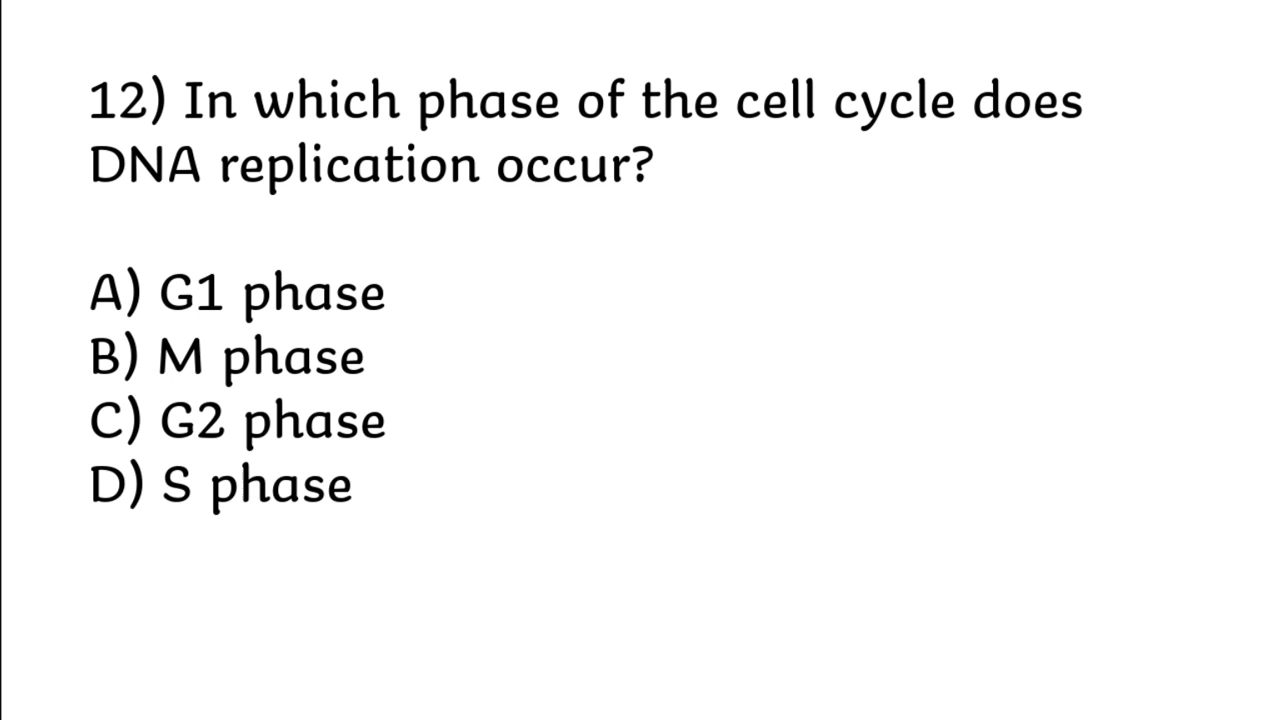 12) In which phase of the cell cycle does
DNA replication occur?
A) G1 phase
B) M phase
C) G2 phase
D) S phase